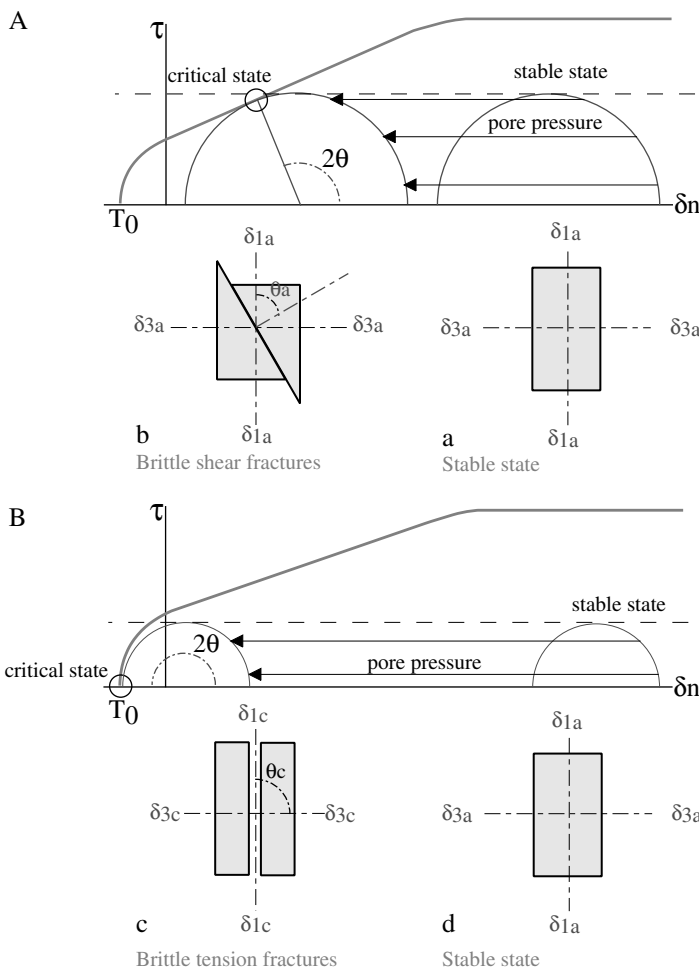 A
τ
critical state
stable state
pore pressure
2θ
T0
δn
δ1a
δ1a
θa
δ3a
δ3a
δ3a
δ3a
b
δ1a
a
δ1a
Brittle shear fractures
Stable state
B
τ
stable state
2θ
critical state
pore pressure
T0
δn
δ1c
δ1a
θc
δ3c
δ3c
δ3a
δ3a
c
δ1c
d
δ1a
Brittle tension fractures
Stable state